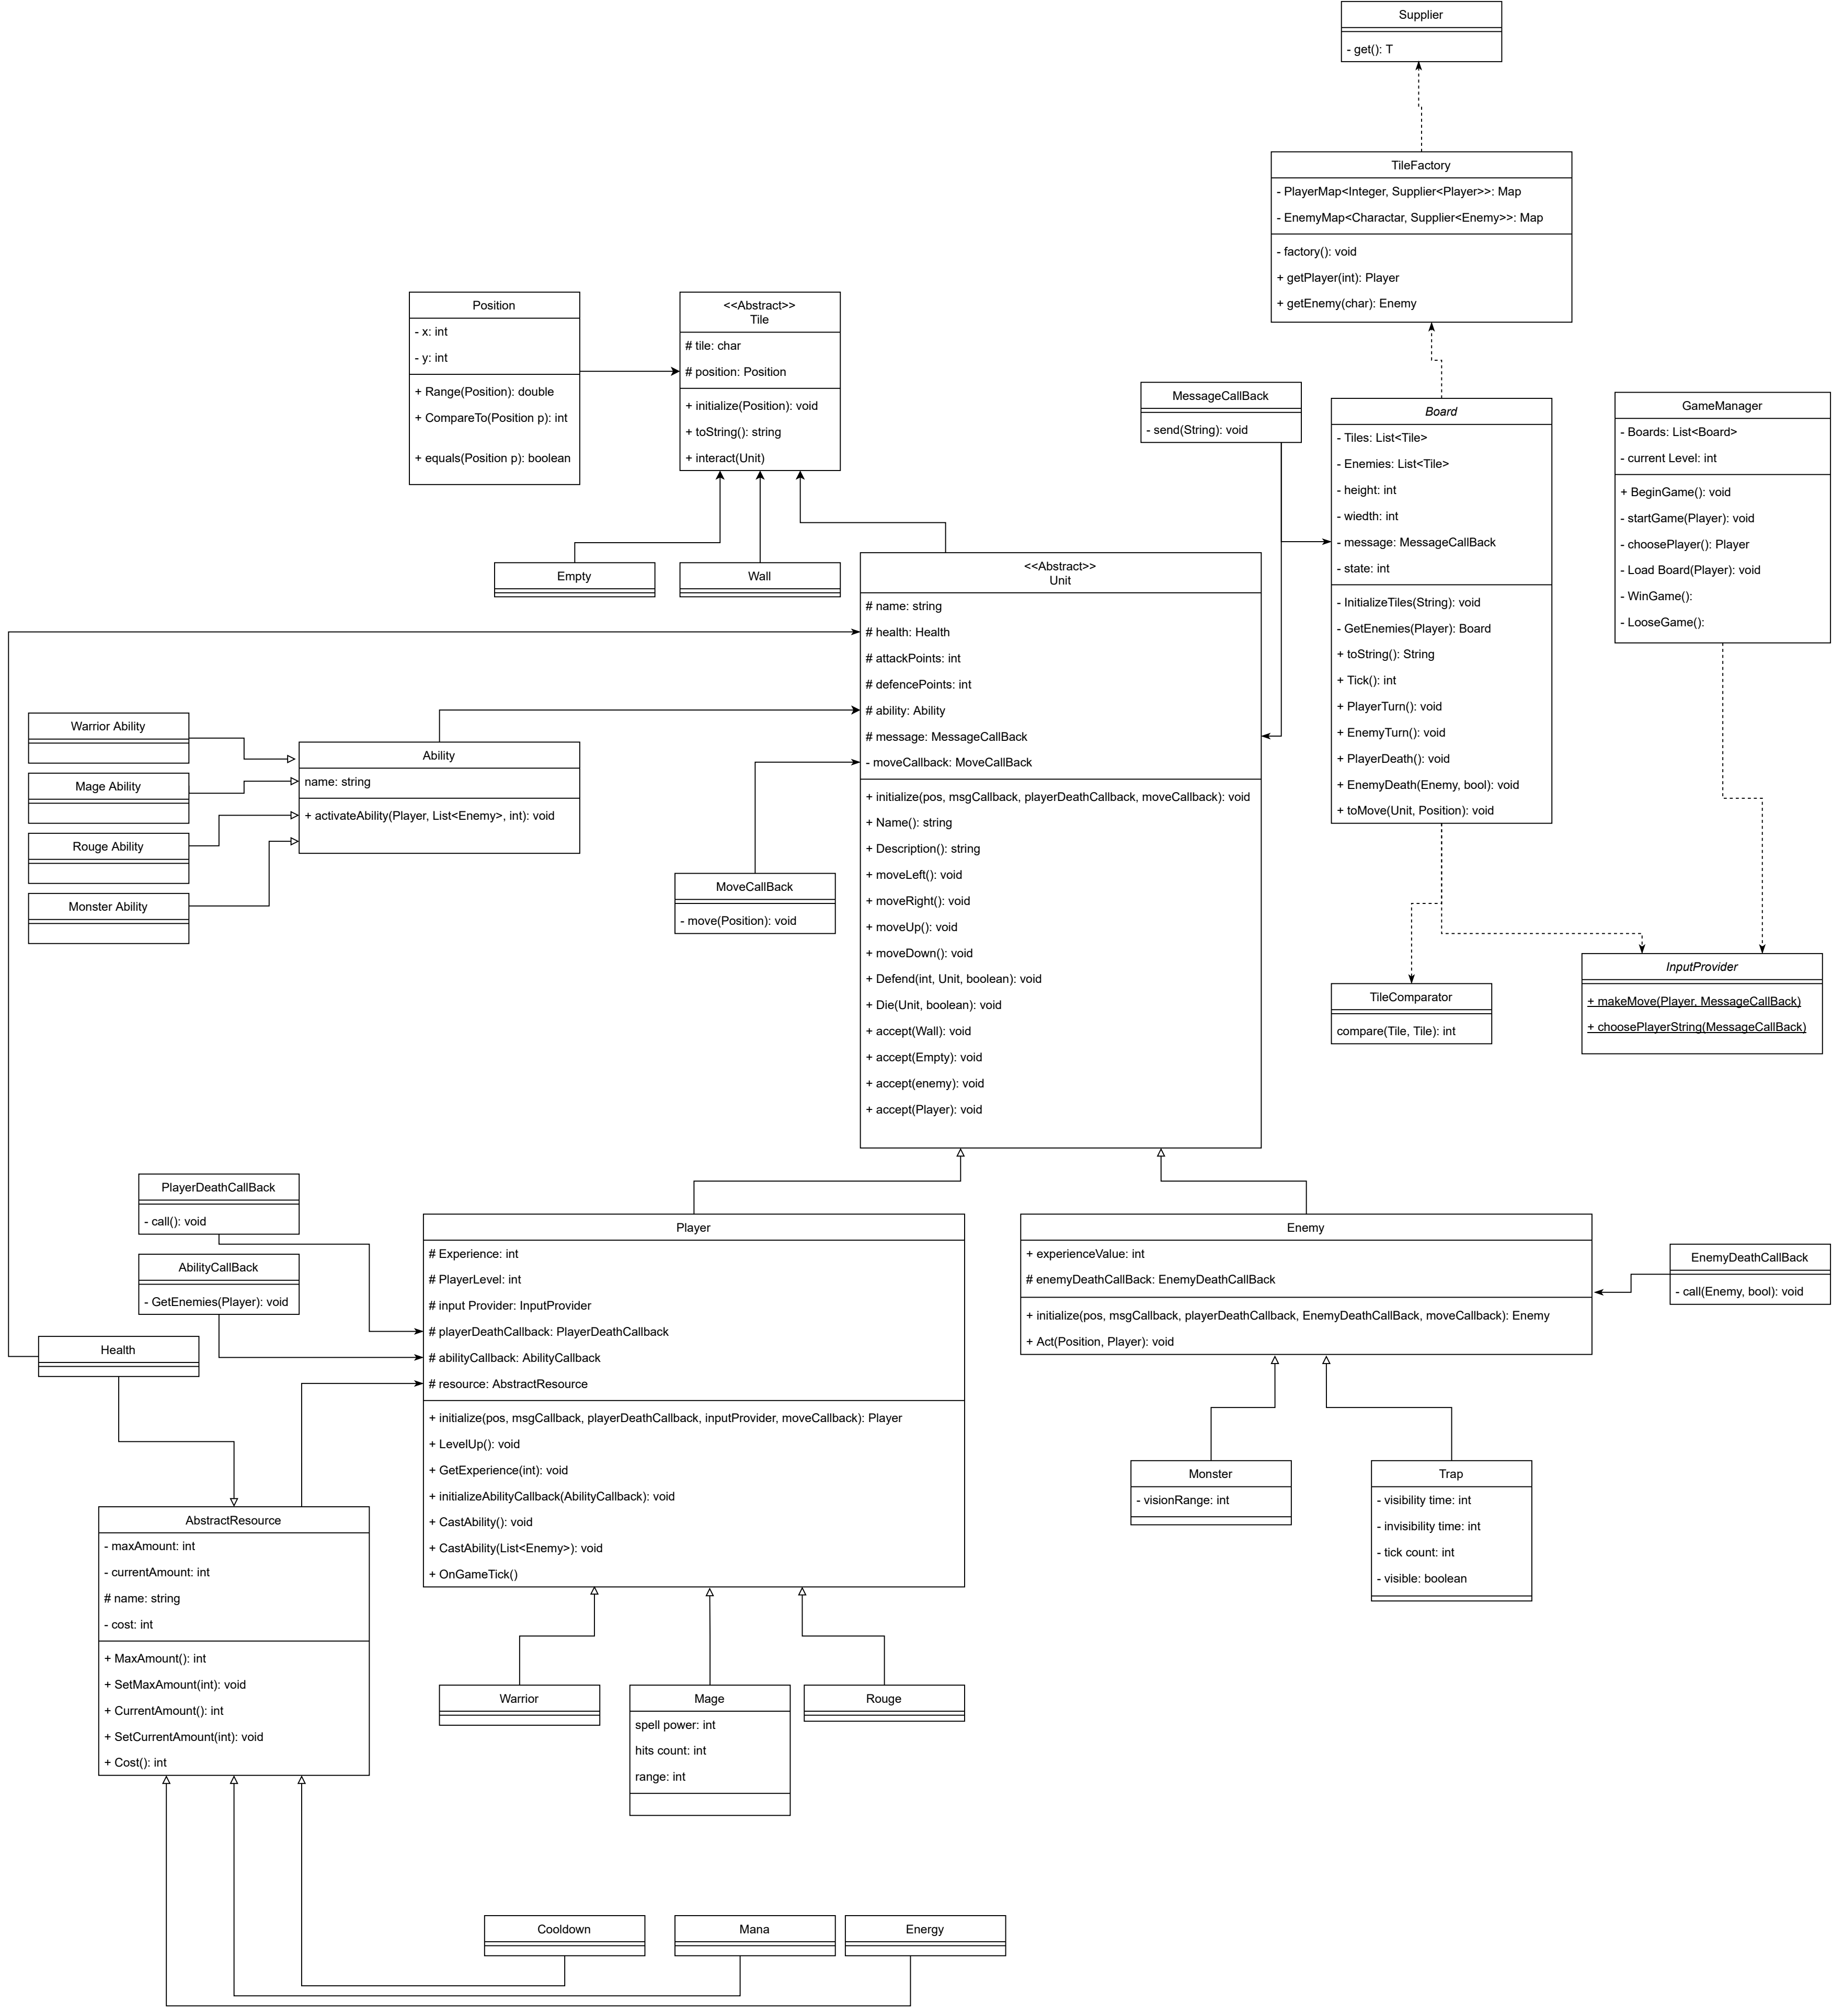 Supplier
- get(): T
TileFactory
- PlayerMap<Integer, Supplier<Player>>: Map
- EnemyMap<Charactar, Supplier<Enemy>>: Map
- factory(): void
+ getPlayer(int): Player
+ getEnemy(char): Enemy
Position
- x: int
- y: int
+ Range(Position): double
+ CompareTo(Position p): int
+ equals(Position p): boolean
<<Abstract>>
Tile
# tile: char
# position: Position
+ initialize(Position): void
+ toString(): string
+ interact(Unit)
MessageCallBack
- send(String): void
Board
- Tiles: List<Tile>
- Enemies: List<Tile>
- height: int
- wiedth: int
- message: MessageCallBack
- state: int
- InitializeTiles(String): void
- GetEnemies(Player): Board
+ toString(): String
+ Tick(): int
+ PlayerTurn(): void
+ EnemyTurn(): void
+ PlayerDeath(): void
+ EnemyDeath(Enemy, bool): void
+ toMove(Unit, Position): void
GameManager
- Boards: List<Board>
- current Level: int
+ BeginGame(): void
- startGame(Player): void
- choosePlayer(): Player
- Load Board(Player): void
- WinGame():
- LooseGame():
Empty
Wall
<<Abstract>>
Unit
# name: string
# health: Health
# attackPoints: int
# defencePoints: int
# ability: Ability
# message: MessageCallBack
- moveCallback: MoveCallBack
+ initialize(pos, msgCallback, playerDeathCallback, moveCallback): void
+ Name(): string
+ Description(): string
+ moveLeft(): void
+ moveRight(): void
+ moveUp(): void
+ moveDown(): void
+ Defend(int, Unit, boolean): void
+ Die(Unit, boolean): void
+ accept(Wall): void
+ accept(Empty): void
+ accept(enemy): void
+ accept(Player): void
Warrior Ability
Mage Ability
Rouge Ability
Monster Ability
Ability
name: string
+ activateAbility(Player, List<Enemy>, int): void
MoveCallBack
- move(Position): void
TileComparator
compare(Tile, Tile): int
InputProvider
+ makeMove(Player, MessageCallBack)
+ choosePlayerString(MessageCallBack)
PlayerDeathCallBack
- call(): void
AbilityCallBack
- GetEnemies(Player): void
Health
Player
# Experience: int
# PlayerLevel: int
# input Provider: InputProvider
# playerDeathCallback: PlayerDeathCallback
# abilityCallback: AbilityCallback
# resource: AbstractResource
+ initialize(pos, msgCallback, playerDeathCallback, inputProvider, moveCallback): Player
+ LevelUp(): void
+ GetExperience(int): void
+ initializeAbilityCallback(AbilityCallback): void
+ CastAbility(): void
+ CastAbility(List<Enemy>): void
+ OnGameTick()
Enemy
+ experienceValue: int
# enemyDeathCallBack: EnemyDeathCallBack
+ initialize(pos, msgCallback, playerDeathCallback, EnemyDeathCallBack, moveCallback): Enemy
+ Act(Position, Player): void
EnemyDeathCallBack
- call(Enemy, bool): void
Monster
- visionRange: int
Trap
- visibility time: int
- invisibility time: int
- tick count: int
- visible: boolean
AbstractResource
- maxAmount: int
- currentAmount: int
# name: string
- cost: int
+ MaxAmount(): int
+ SetMaxAmount(int): void
+ CurrentAmount(): int
+ SetCurrentAmount(int): void
+ Cost(): int
Warrior
Mage
spell power: int
hits count: int
range: int
Rouge
Cooldown
Mana
Energy